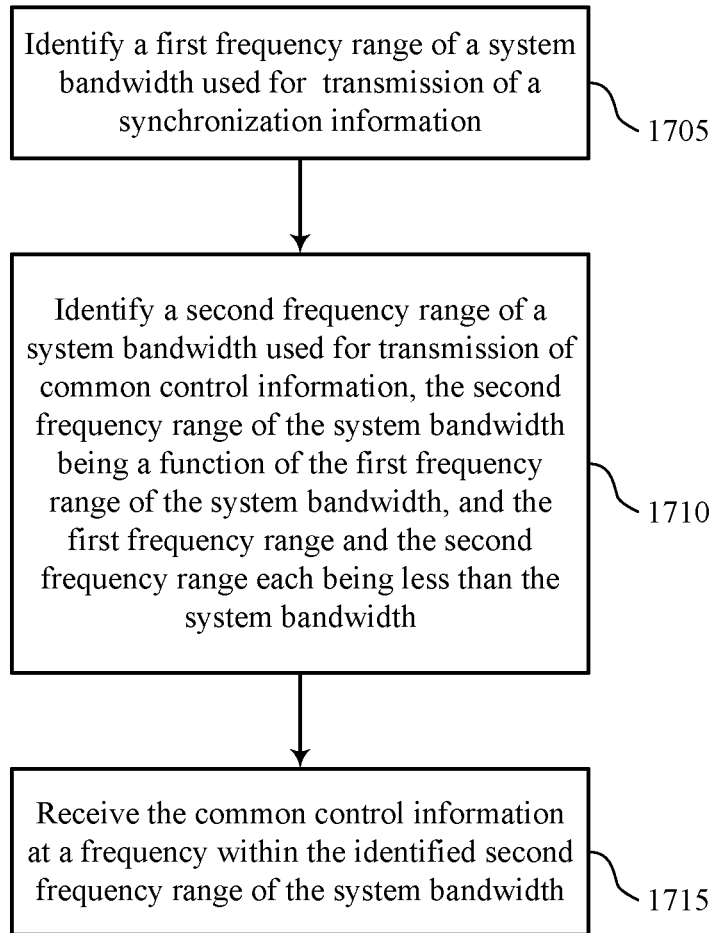 Identify a first frequency range of a system
bandwidth used for transmission of a
synchronization information
1705
Identify a second frequency range of a
system bandwidth used for transmission of
common control information, the second
frequency range of the system bandwidth
being a function of the first frequency
range of the system bandwidth, and the
first frequency range and the second
frequency range each being less than the
system bandwidth
1710
Receive the common control information
at a frequency within the identified second
frequency range of the system bandwidth
1715